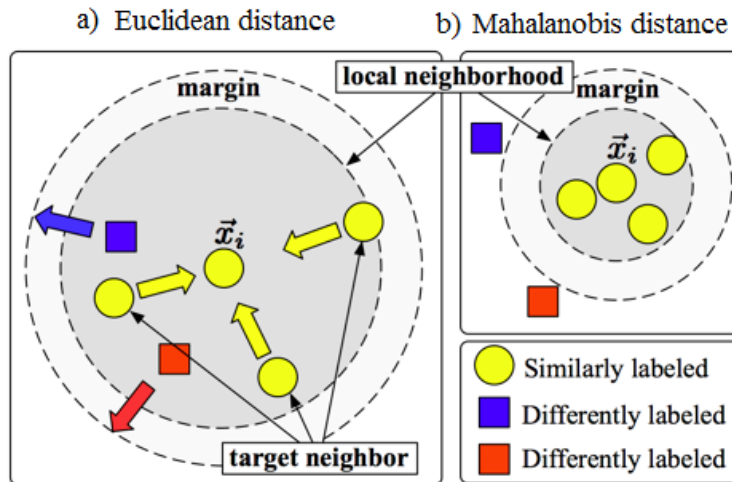 a) Euclidean distance
b) Mahalanobis distance
local neighborhood
margin
margin
x⃗ᵢ
x⃗ᵢ
target neighbor
Similarly labeled
Differently labeled
Differently labeled